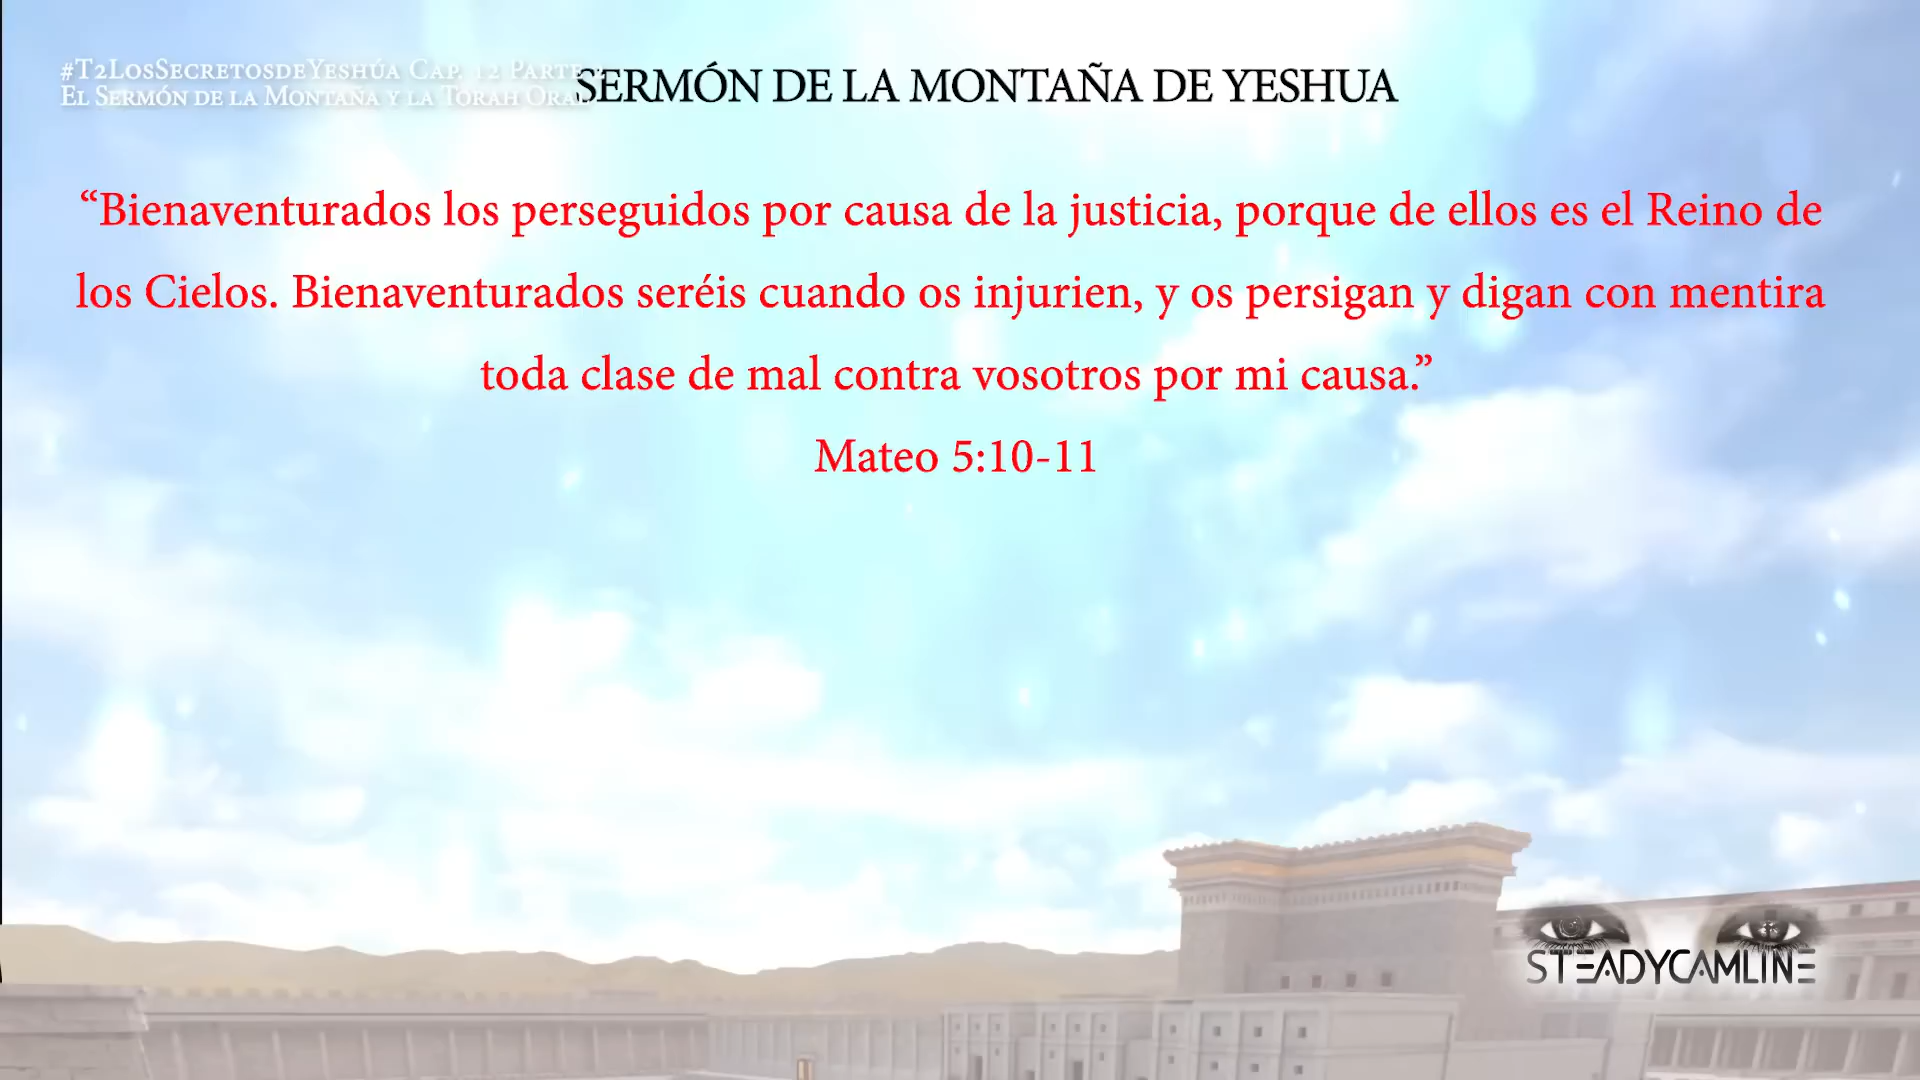 #T2LosSecretosdeYeshúa Cap. 12 Parte
El Sermón de la Montaña y la Torah Oral
SERMÓN DE LA MONTAÑA DE YESHUA
“Bienaventurados los perseguidos por causa de la justicia, porque de ellos es el Reino de
los Cielos. Bienaventurados seréis cuando os injurien, y os persigan y digan con mentira
toda clase de mal contra vosotros por mi causa.”
Mateo 5:10-11
STEADYCAMLINE